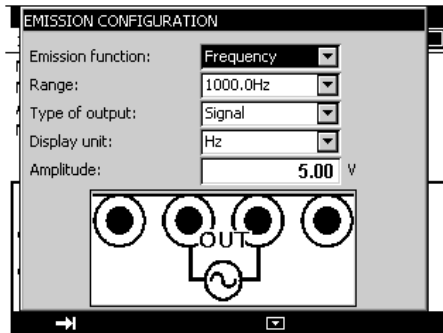 EMISSION CONFIGURATION
Emission function: Frequency
Range: 1000.0Hz
Type of output: Signal
Display unit: Hz
Amplitude: 5.00 V
OUT